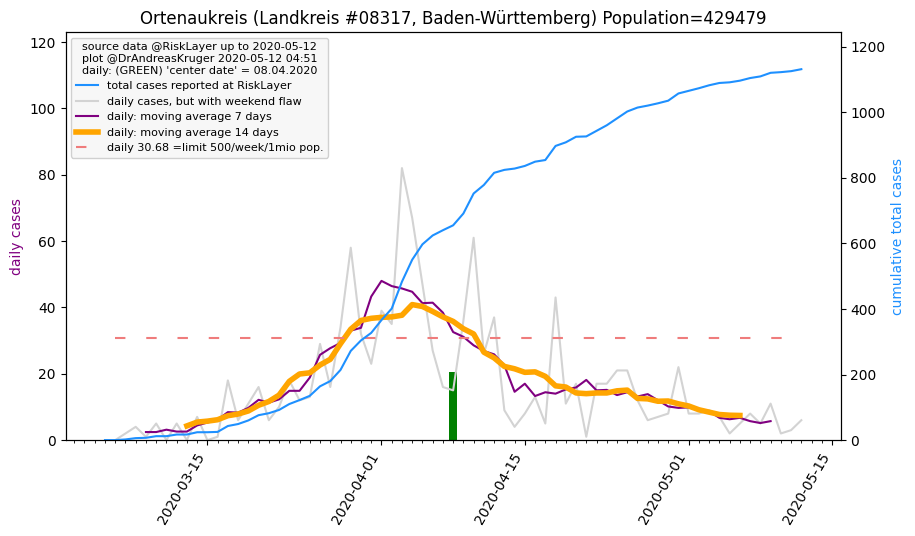 Ortenaukreis (Landkreis #08317, Baden-Württemberg) Population=429479
source data @RiskLayer up to 2020-05-12
plot @DrAndreasKruger 2020-05-12 04:51
daily: (GREEN) 'center date' = 08.04.2020
total cases reported at RiskLayer
daily cases, but with weekend flaw
daily: moving average 7 days
daily: moving average 14 days
daily 30.68 =limit 500/week/1mio pop.
daily cases
120
100
80
60
40
20
0
1200
1000
800
600
400
200
0
cumulative total cases
2020-03-15
2020-04-01
2020-04-15
2020-05-01
2020-05-15